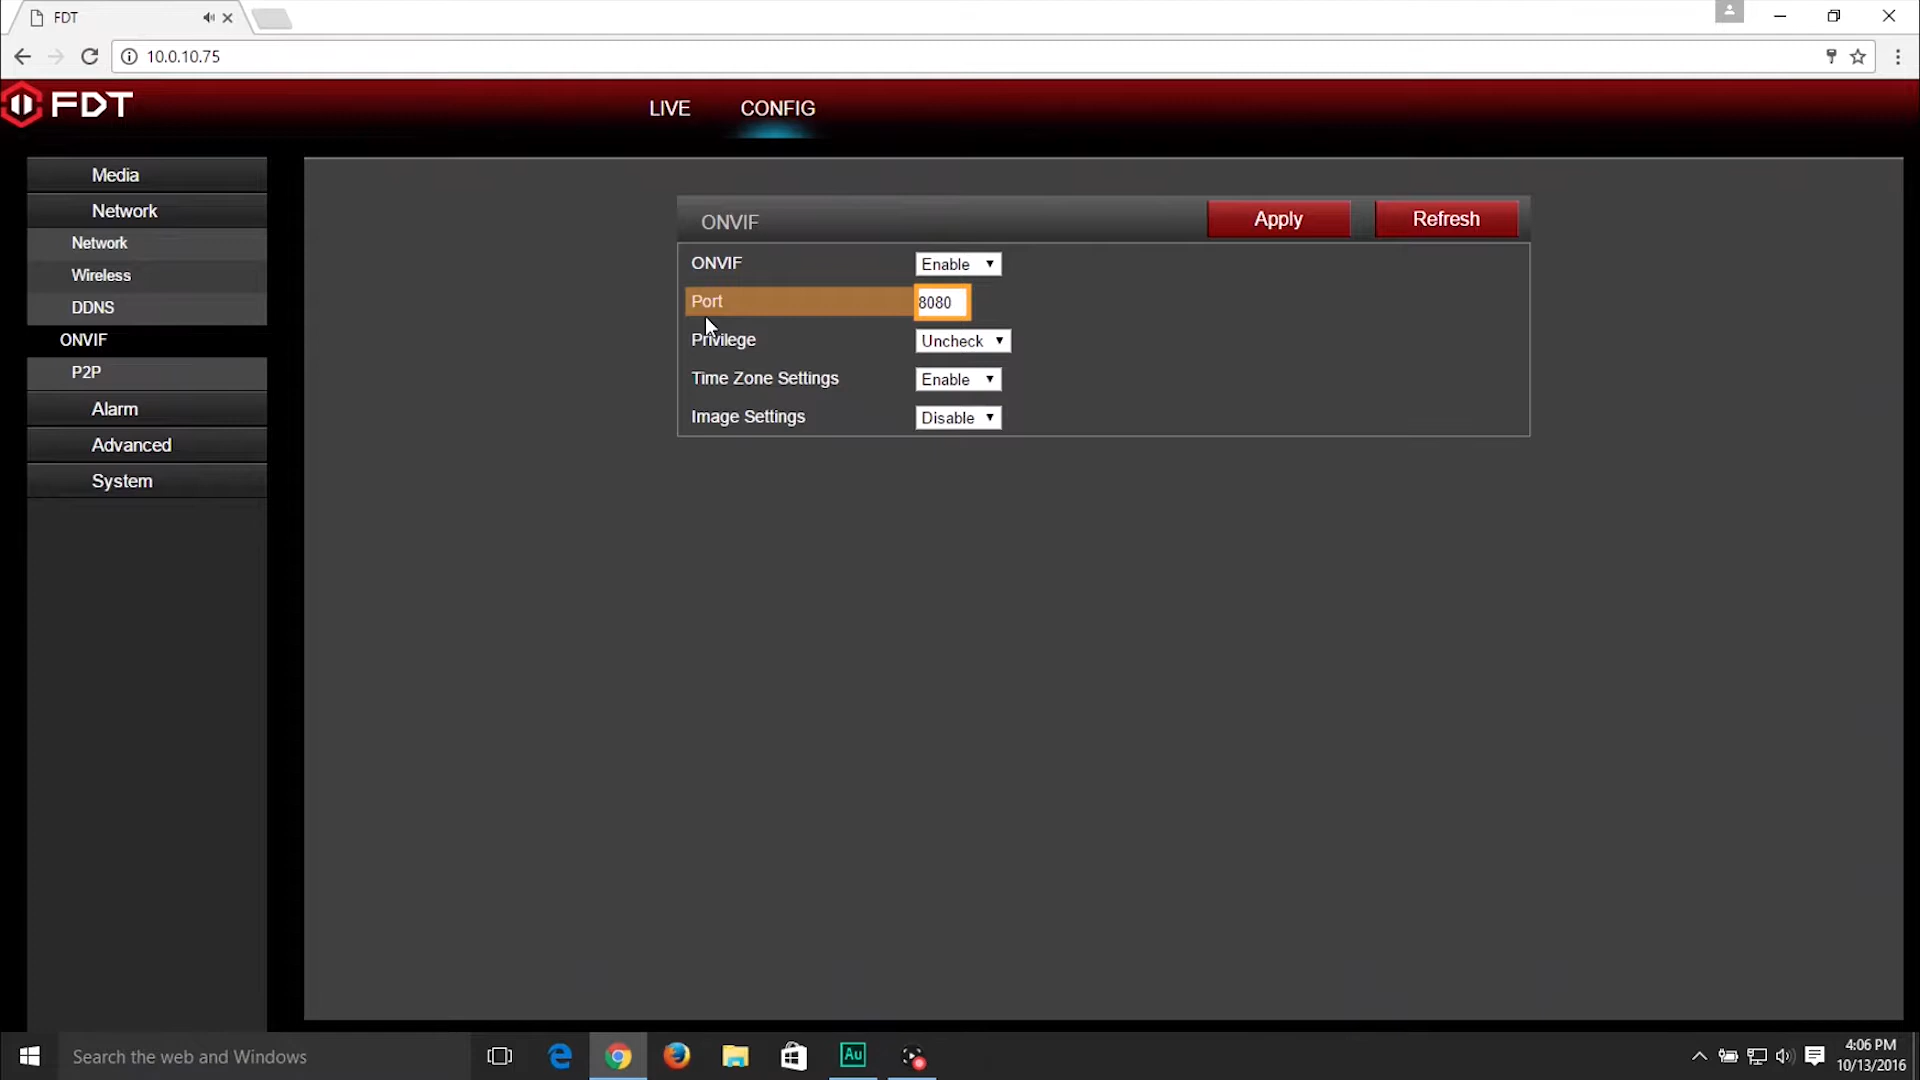 FDT
10.0.10.75
FDT
LIVE
CONFIG
Media
Network
Network
Wireless
DDNS
ONVIF
P2P
Alarm
Advanced
System
ONVIF
Apply
Refresh
ONVIF
Enable
Port
8080
Privilege
Uncheck
Time Zone Settings
Enable
Image Settings
Disable
Search the web and Windows
Au
4:06 PM
10/13/2016